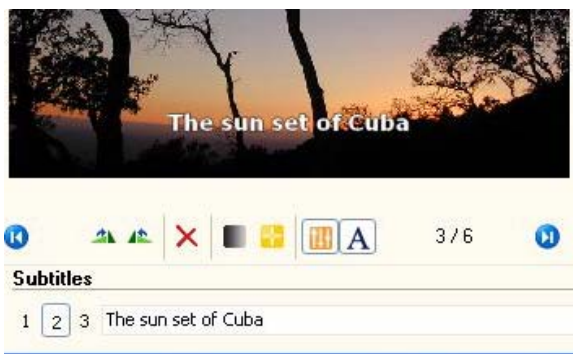 The sun set of Cuba
A 3/6
Subtitles
1 2 3 The sun set of Cuba